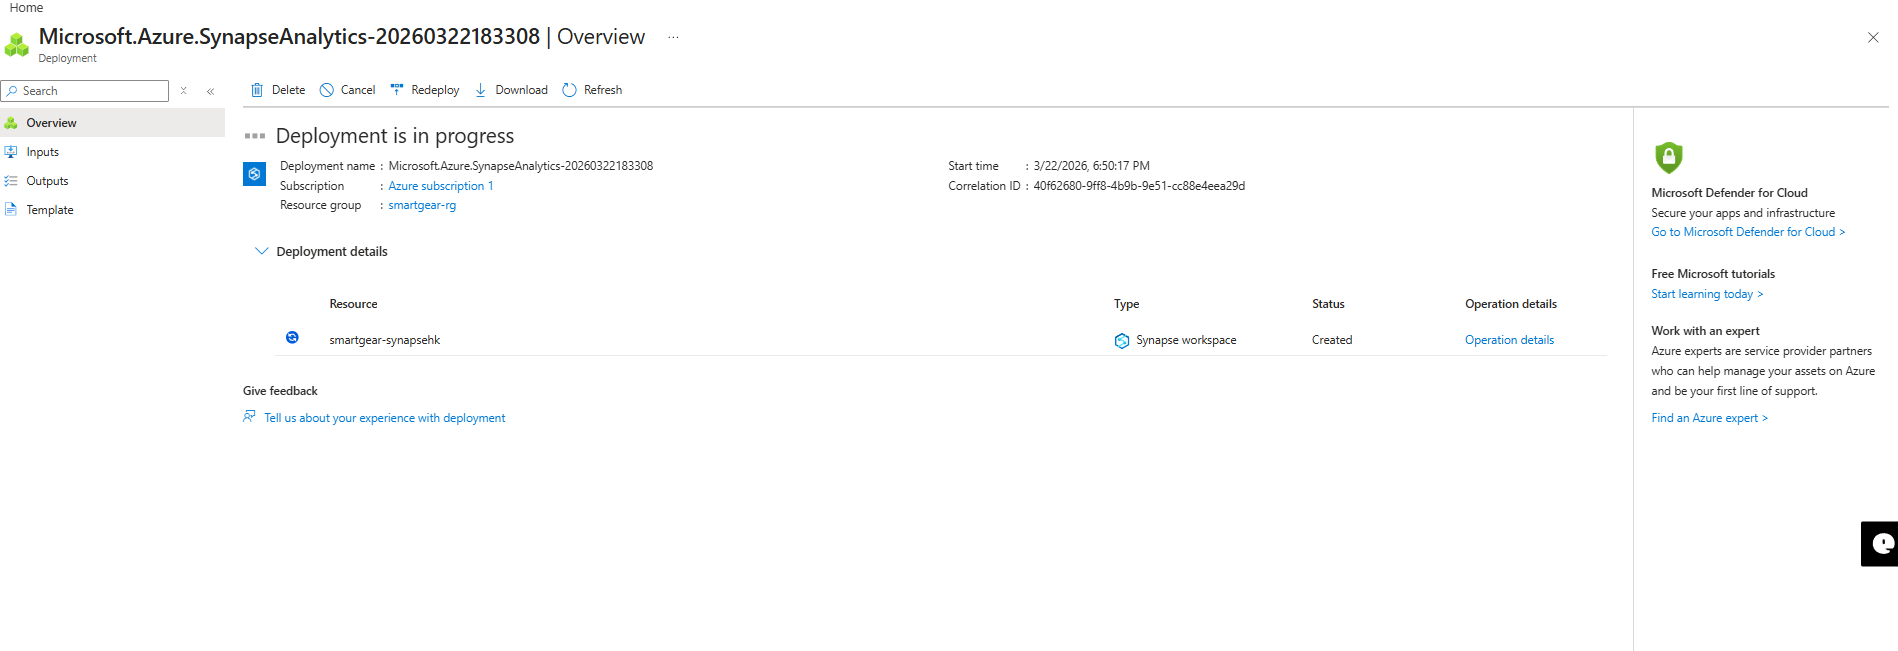 Home
Microsoft.Azure.SynapseAnalytics-20260322183308 | Overview ...
Deployment
Search
Delete Cancel Redeploy Download Refresh
Overview
Inputs
Outputs
Template
Deployment is in progress
Deployment name : Microsoft.Azure.SynapseAnalytics-20260322183308
Subscription : Azure subscription 1
Resource group : smartgear-rg
Start time : 3/22/2026, 6:50:17 PM
Correlation ID : 40f62680-9ff8-4b9b-9e51-cc88e4eea29d
Deployment details
Resource Type Status Operation details
smartgear-synapsehk Synapse workspace Created Operation details
Give feedback
Tell us about your experience with deployment
Microsoft Defender for Cloud
Secure your apps and infrastructure
Go to Microsoft Defender for Cloud >
Free Microsoft tutorials
Start learning today >
Work with an expert
Azure experts are service provider partners
who can help manage your assets on Azure
and be your first line of support.
Find an Azure expert >